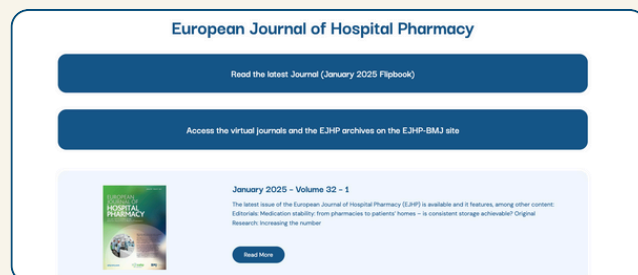 European Journal of Hospital Pharmacy
Read the latest Journal (January 2025 Flipbook)
Access the virtual journals and the EJHP archives on the EJHP-BMJ site
EUROPEAN
JOURNAL OF
HOSPITAL
PHARMACY
January 2025 – Volume 32 – 1
The latest issue of the European Journal of Hospital Pharmacy (EJHP) is available and it features, among other content:
Editorials: Medication stability: from pharmacies to patients' homes – is consistent storage achievable? Original
Research: Increasing the number
Read More